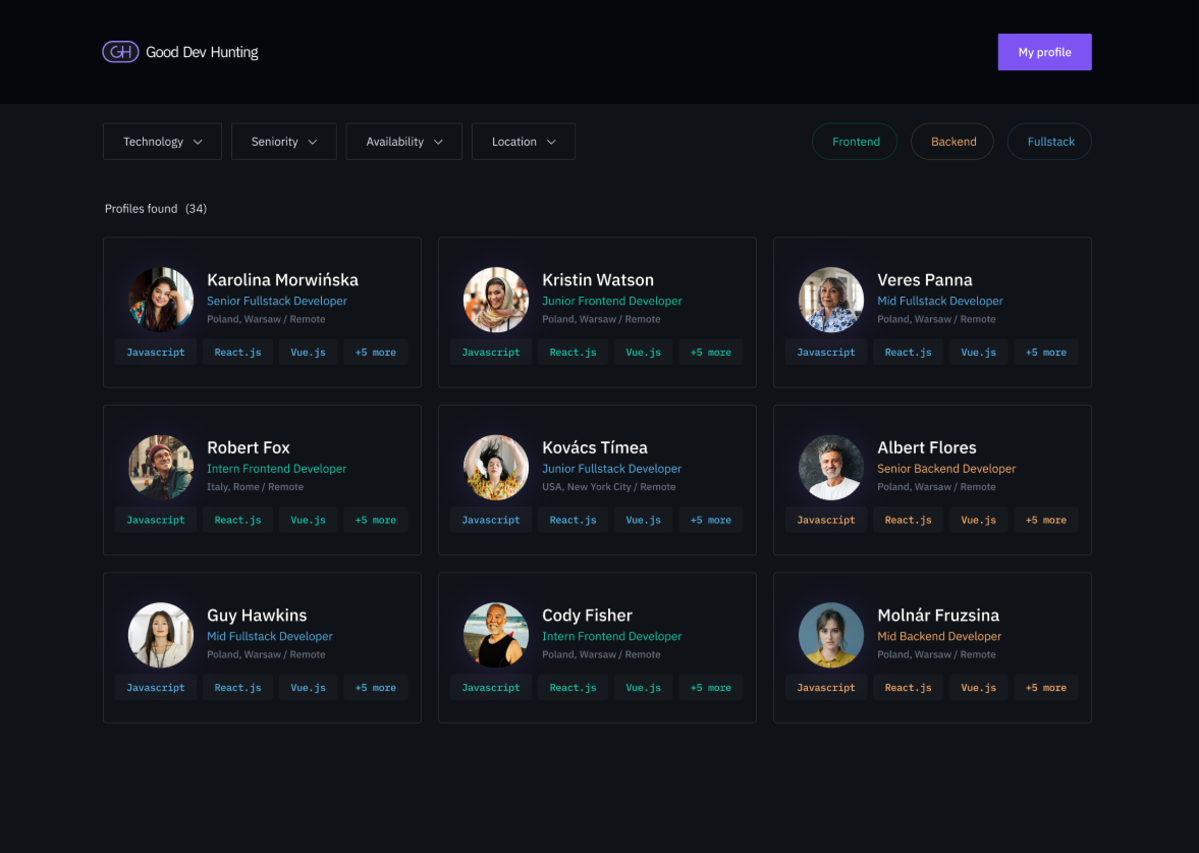 GH Good Dev Hunting
My profile
Technology
Seniority
Availability
Location
Frontend
Backend
Fullstack
Profiles found (34)
Karolina Morwińska
Senior Fullstack Developer
Poland, Warsaw / Remote
Javascript React.js Vue.js +5 more
Kristin Watson
Junior Frontend Developer
Poland, Warsaw / Remote
Javascript React.js Vue.js +5 more
Veres Panna
Mid Fullstack Developer
Poland, Warsaw / Remote
Javascript React.js Vue.js +5 more
Robert Fox
Intern Frontend Developer
Italy, Rome / Remote
Javascript React.js Vue.js +5 more
Kovács Tímea
Junior Fullstack Developer
USA, New York City / Remote
Javascript React.js Vue.js +5 more
Albert Flores
Senior Backend Developer
Poland, Warsaw / Remote
Javascript React.js Vue.js +5 more
Guy Hawkins
Mid Fullstack Developer
Poland, Warsaw / Remote
Javascript React.js Vue.js +5 more
Cody Fisher
Intern Frontend Developer
Poland, Warsaw / Remote
Javascript React.js Vue.js +5 more
Molnár Fruzsina
Mid Backend Developer
Poland, Warsaw / Remote
Javascript React.js Vue.js +5 more